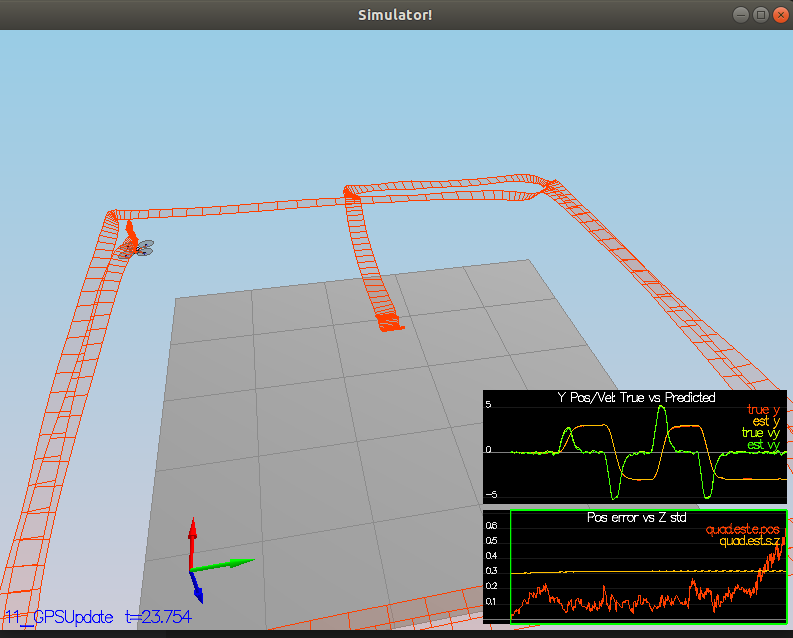 Simulator!
Y Pos/Vel: True vs Predicted
5
true y
est y
true vy
est vy
0
-5
Pos error vs Z std
0.6
quad.este.pos
0.5
quad.est.s.z
0.4
0.3
0.2
0.1
11_GPSUpdate t=23.754